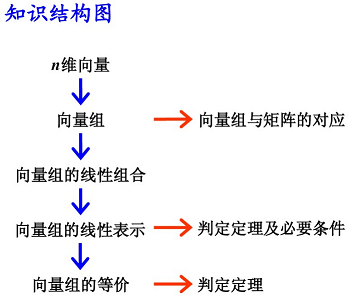 知识结构图
n维向量
向量组
向量组与矩阵的对应
向量组的线性组合
向量组的线性表示
判定定理及必要条件
向量组的等价
判定定理